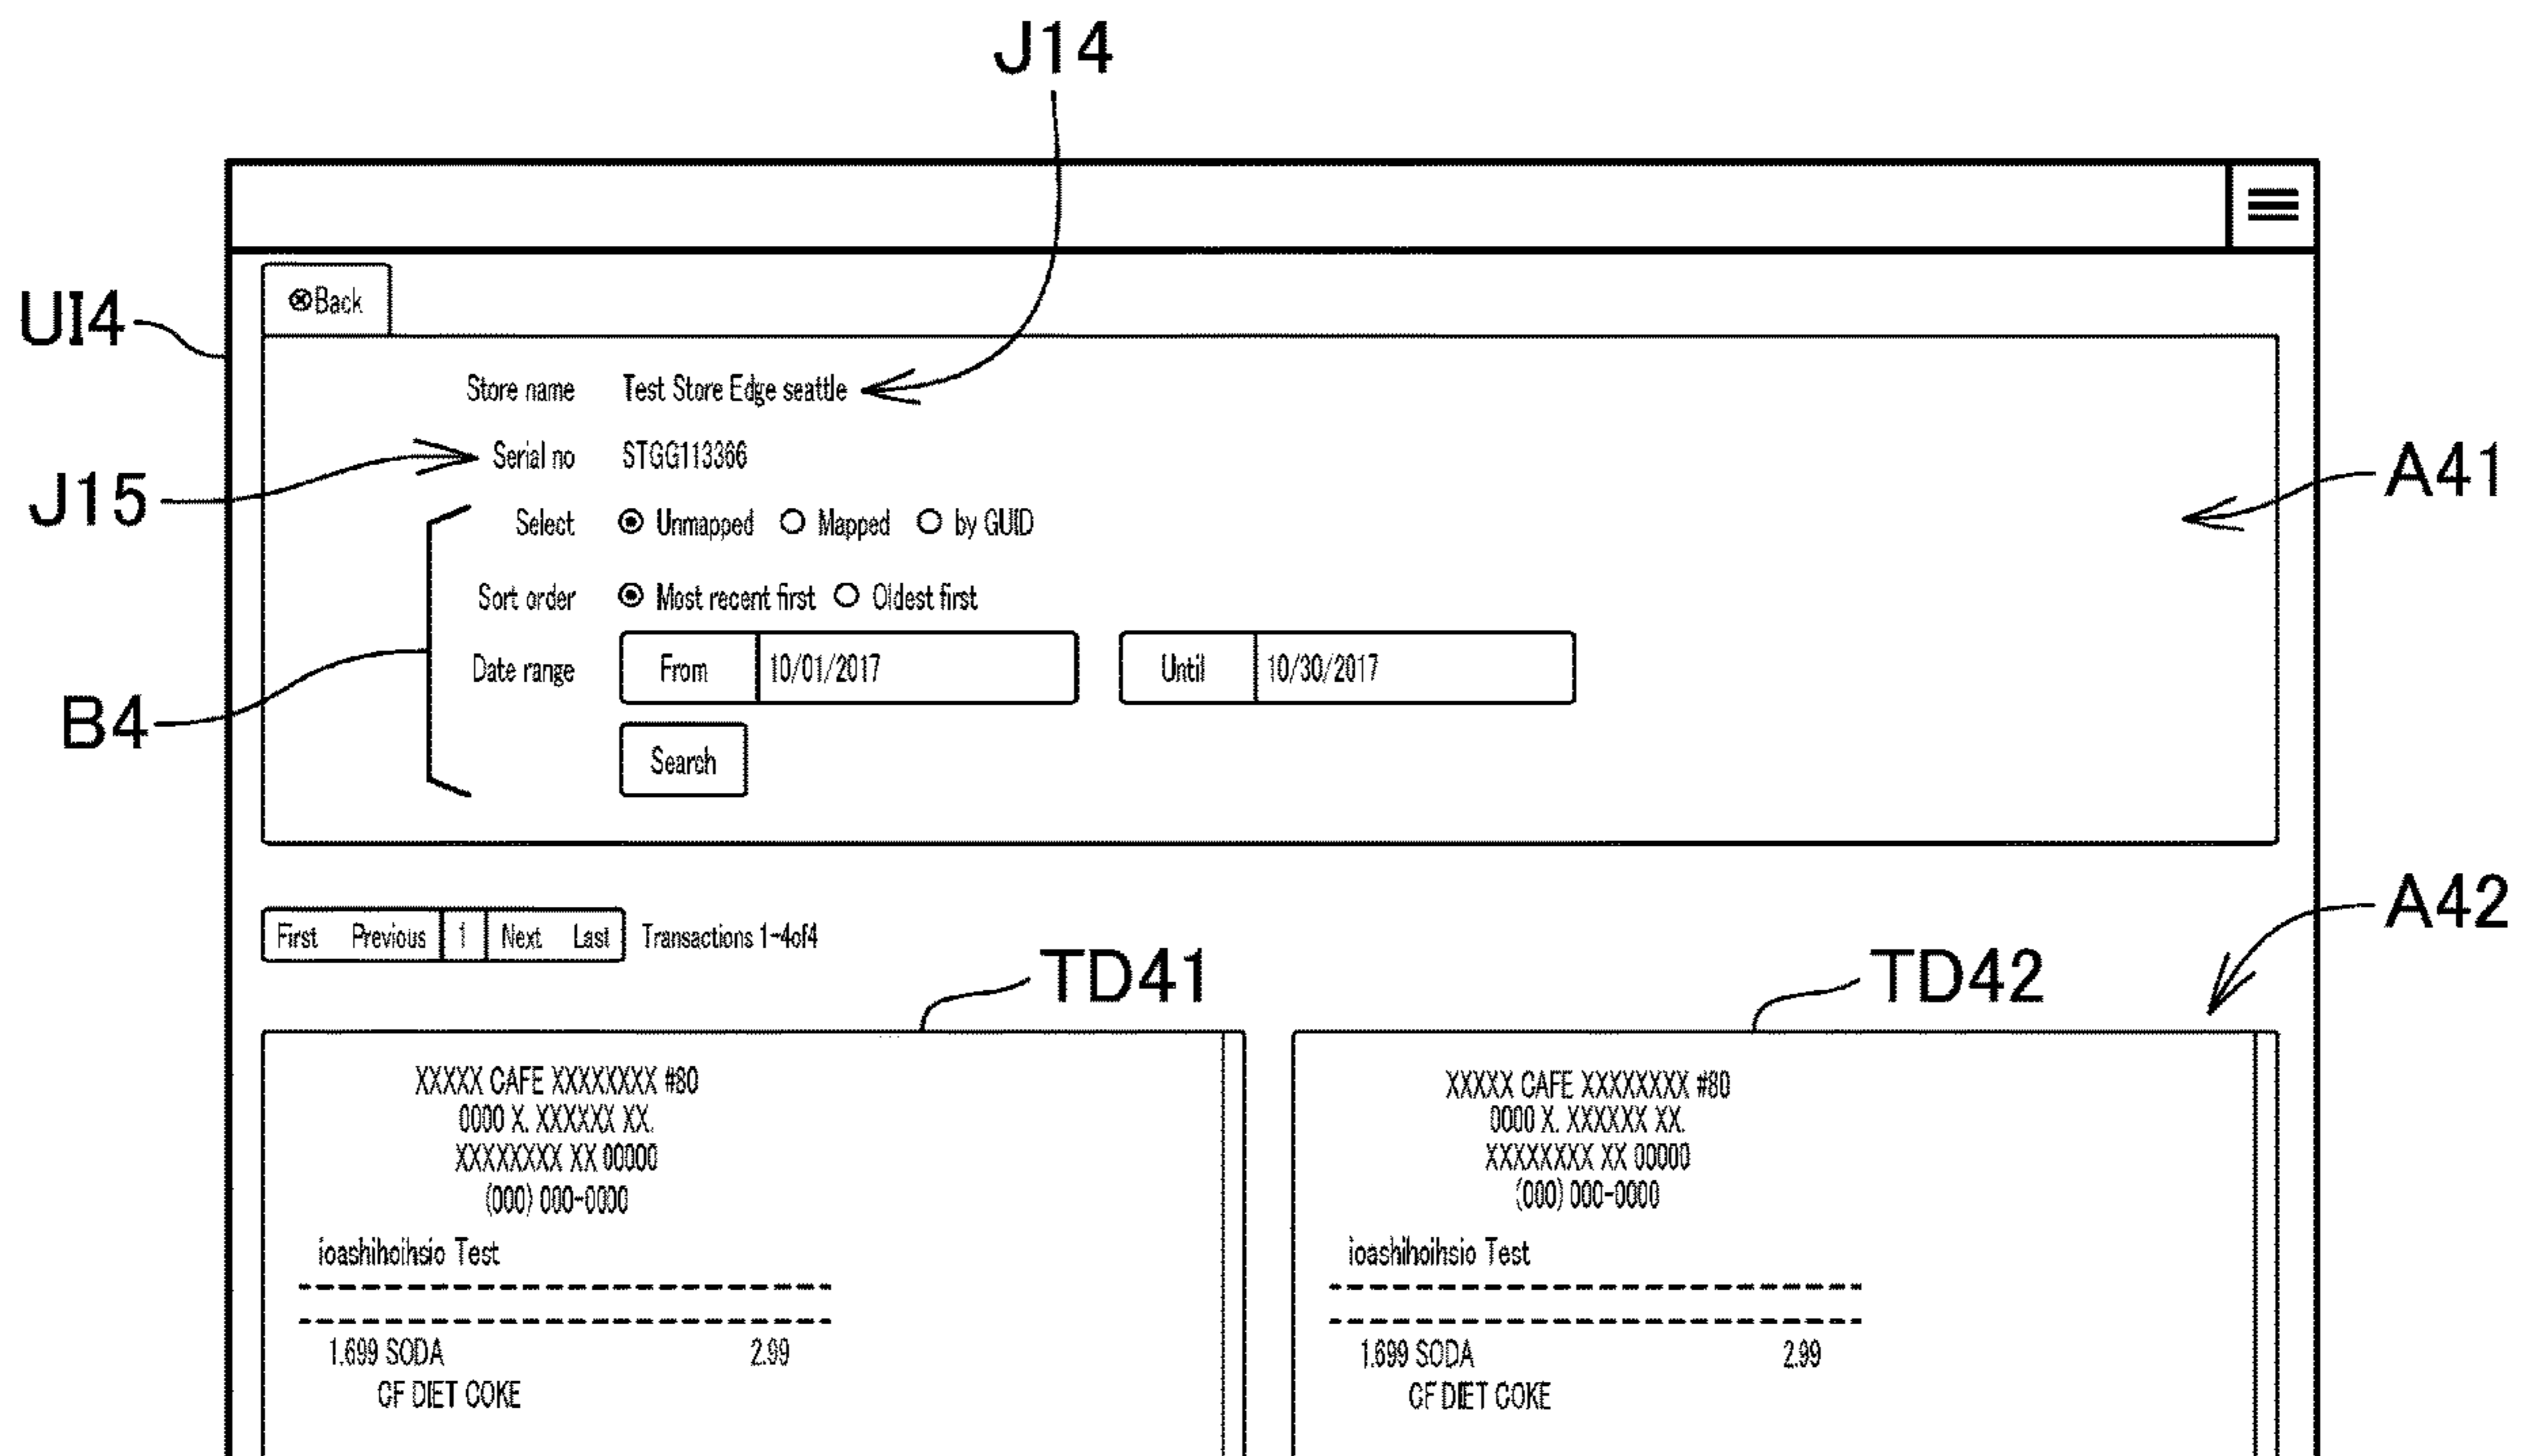 J14
UI4
⊗Back
Store name Test Store Edge seattle
J15
Serial no STGG113366
A41
Select Unmapped Mapped by GUID
Sort order Most recent first Oldest first
B4
Date range From 10/01/2017 Until 10/30/2017
Search
A42
First Previous 1 Next Last Transactions 1-4of4
TD41
TD42
XXXXX CAFE XXXXXXXX #80
0000 X. XXXXXX XX.
XXXXXXXX XX 00000
(000) 000-0000
ioashihoihsio Test
1.699 SODA 2.99
CF DIET COKE
XXXXX CAFE XXXXXXXX #80
0000 X. XXXXXX XX.
XXXXXXXX XX 00000
(000) 000-0000
ioashihoihsio Test
1.699 SODA 2.99
CF DIET COKE